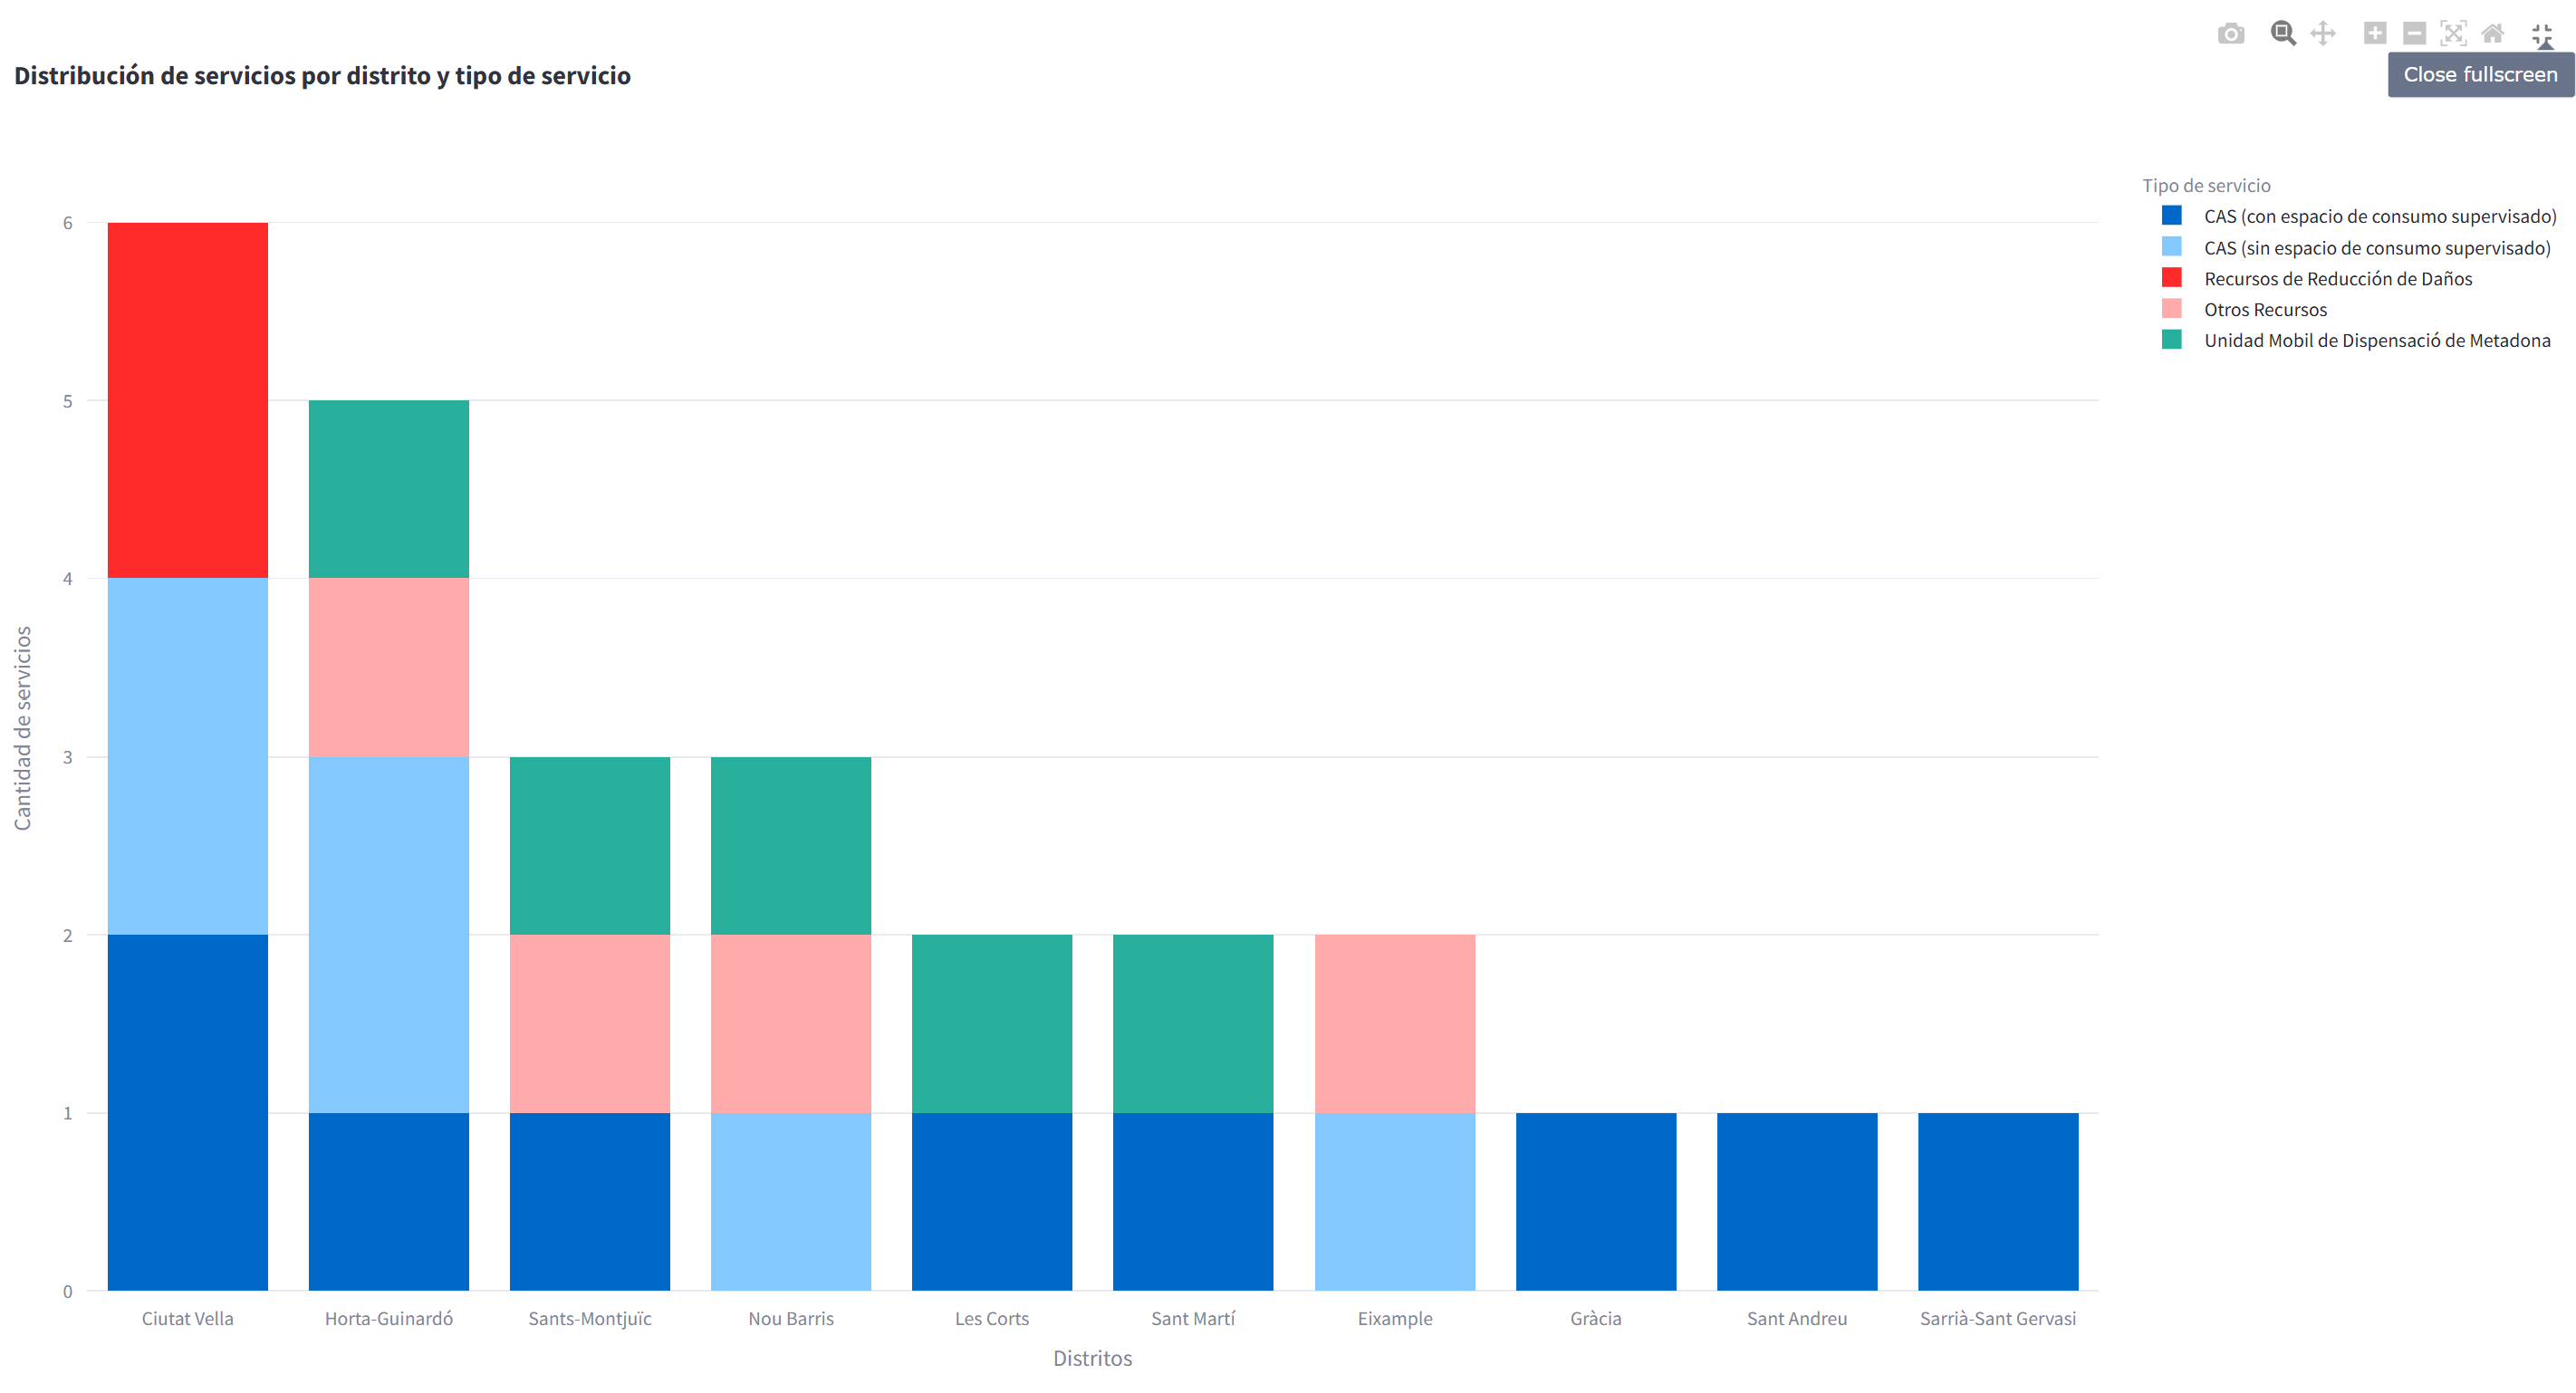 Close fullscreen
Distribución de servicios por distrito y tipo de servicio
Tipo de servicio
CAS (con espacio de consumo supervisado)
CAS (sin espacio de consumo supervisado)
Recursos de Reducción de Daños
Otros Recursos
Unidad Mobil de Dispensació de Metadona
Cantidad de servicios
6
5
4
3
2
1
0
Ciutat Vella
Horta-Guinardó
Sants-Montjuïc
Nou Barris
Les Corts
Sant Martí
Eixample
Gràcia
Sant Andreu
Sarrià-Sant Gervasi
Distritos